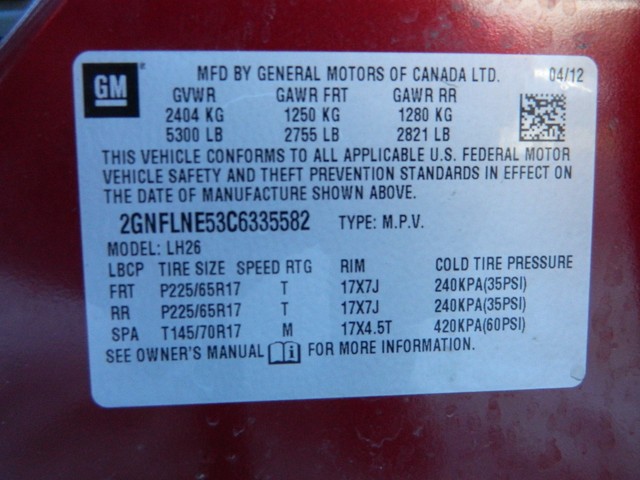 GM ® MFD BY GENERAL MOTORS OF CANADA LTD. 04/12
GVWR GAWR FRT GAWR RR
2404 KG 1250 KG 1280 KG
5300 LB 2755 LB 2821 LB
THIS VEHICLE CONFORMS TO ALL APPLICABLE U.S. FEDERAL MOTOR
VEHICLE SAFETY AND THEFT PREVENTION STANDARDS IN EFFECT ON
THE DATE OF MANUFACTURE SHOWN ABOVE.
2GNFLNE53C6335582 TYPE: M.P.V.
MODEL: LH26
LBCP TIRE SIZE SPEED RTG RIM COLD TIRE PRESSURE
FRT P225/65R17 T 17X7J 240KPA(35PSI)
RR P225/65R17 T 17X7J 240KPA(35PSI)
SPA T145/70R17 M 17X4.5T 420KPA(60PSI)
SEE OWNER'S MANUAL i FOR MORE INFORMATION.